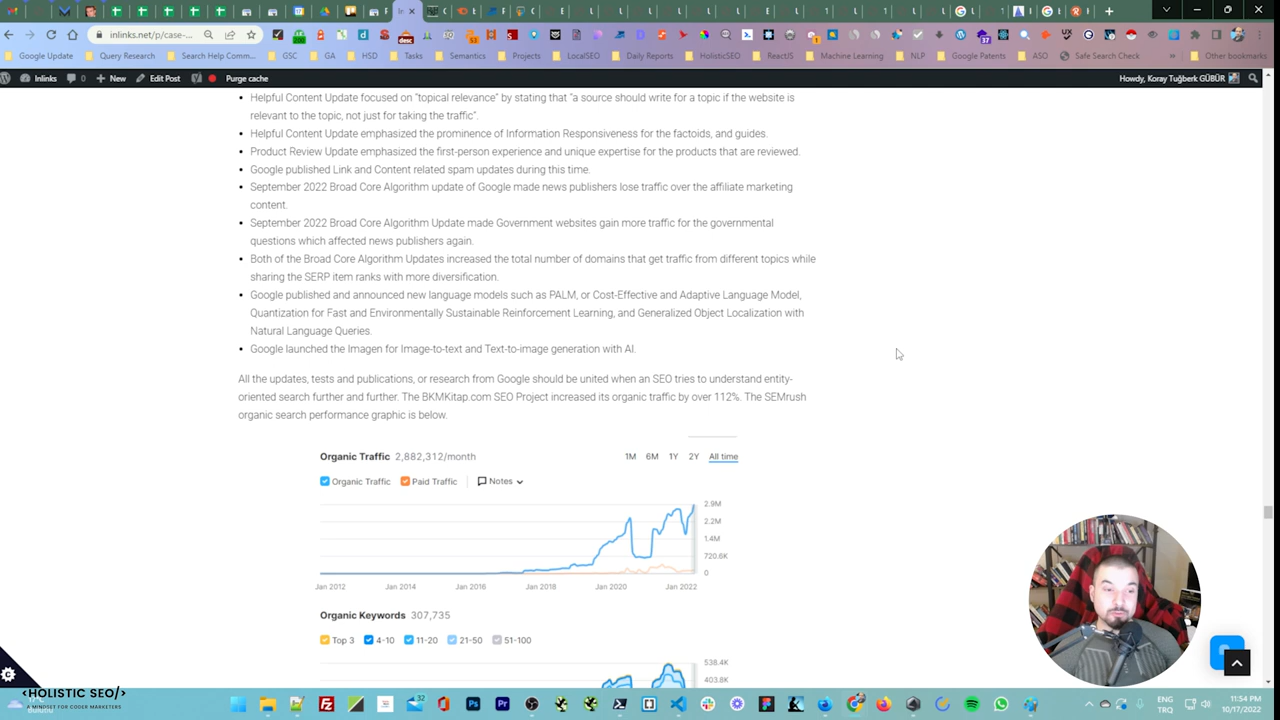 inlinks.net/p/case-...
Google Update
Query Research
Search Help Comm...
GSC
GA
HSD
Tasks
Semantics
Projects
LocalSEO
Daily Reports
HolisticSEO
ReactJS
Machine Learning
NLP
Google Patents
ASO
Safe Search Check
»
Other bookmarks
Inlinks
0
+ New
Edit Post
Purge cache
Howdy, Koray Tuğberk GÜBÜR
• Helpful Content Update focused on "topical relevance" by stating that "a source should write for a topic if the website is
relevant to the topic, not just for taking the traffic".
• Helpful Content Update emphasized the prominence of Information Responsiveness for the factoids, and guides.
• Product Review Update emphasized the first-person experience and unique expertise for the products that are reviewed.
• Google published Link and Content related spam updates during this time.
• September 2022 Broad Core Algorithm update of Google made news publishers lose traffic over the affiliate marketing
content.
• September 2022 Broad Core Algorithm Update made Government websites gain more traffic for the governmental
questions which affected news publishers again.
• Both of the Broad Core Algorithm Updates increased the total number of domains that get traffic from different topics while
sharing the SERP item ranks with more diversification.
• Google published and announced new language models such as PALM, or Cost-Effective and Adaptive Language Model,
Quantization for Fast and Environmentally Sustainable Reinforcement Learning, and Generalized Object Localization with
Natural Language Queries.
• Google launched the Imagen for Image-to-text and Text-to-image generation with AI.
All the updates, tests and publications, or research from Google should be united when an SEO tries to understand entity-
oriented search further and further. The BKMKitap.com SEO Project increased its organic traffic by over 112%. The SEMrush
organic search performance graphic is below.
Organic Traffic 2,882,312/month
1M 6M 1Y 2Y All time
Organic Traffic Paid Traffic Notes
2.9M
2.2M
1.4M
720.6K
0
Jan 2012 Jan 2014 Jan 2016 Jan 2018 Jan 2020 Jan 2022
Organic Keywords 307,735
Top 3 4-10 11-20 21-50 51-100
538.4K
403.8K
<HOLISTIC SEO/>
A MINDSET FOR CODER MARKETERS
32
ENG
TRQ
11:54 PM
10/17/2022